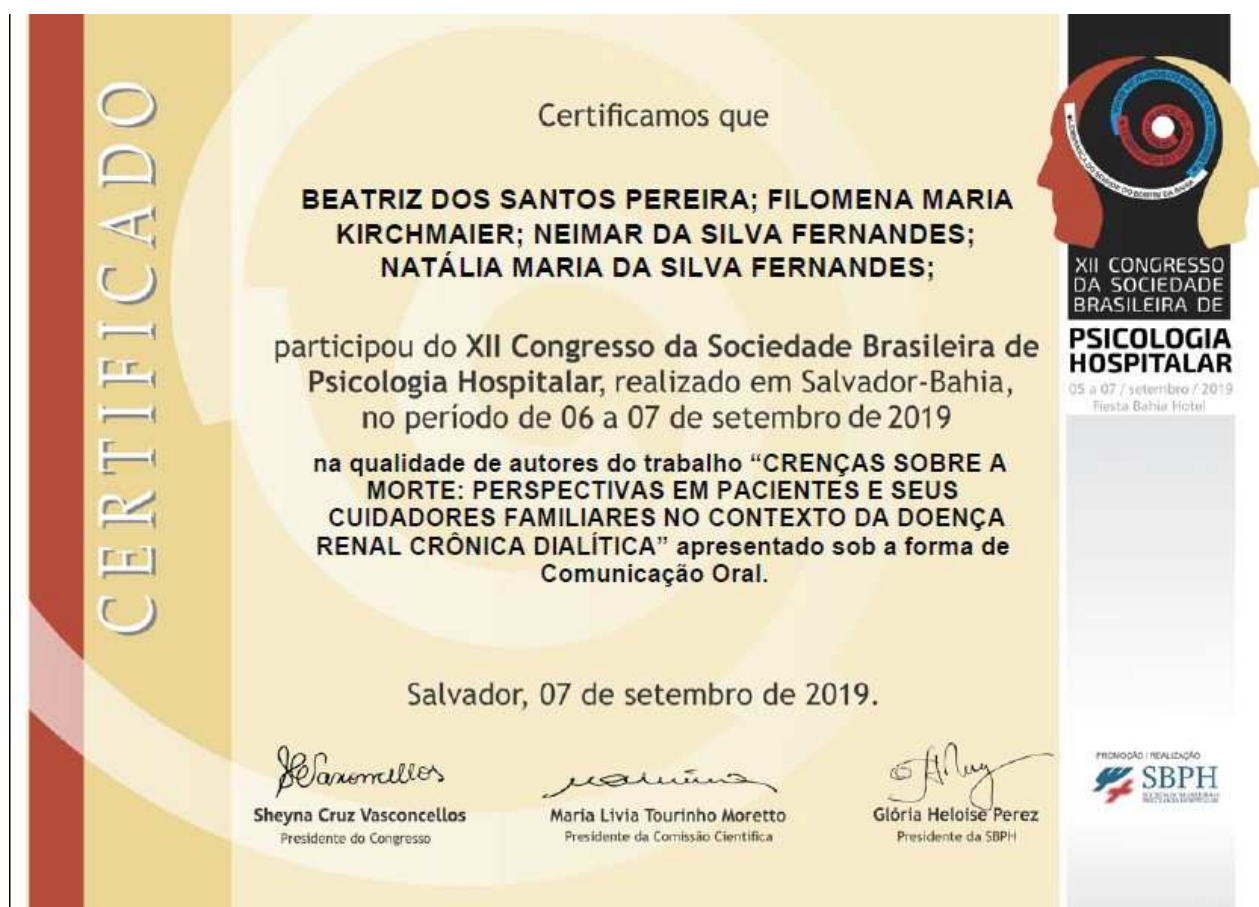 CERTIFICADO
Certificamos que
BEATRIZ DOS SANTOS PEREIRA; FILOMENA MARIA
KIRCHMAIER; NEIMAR DA SILVA FERNANDES;
NATÁLIA MARIA DA SILVA FERNANDES;
participou do XII Congresso da Sociedade Brasileira de
Psicologia Hospitalar, realizado em Salvador-Bahia,
no período de 06 a 07 de setembro de 2019
na qualidade de autores do trabalho “CRENÇAS SOBRE A
MORTE: PERSPECTIVAS EM PACIENTES E SEUS
CUIDADORES FAMILIARES NO CONTEXTO DA DOENÇA
RENAL CRÔNICA DIALÍTICA” apresentado sob a forma de
Comunicação Oral.
Salvador, 07 de setembro de 2019.
Sheyna Cruz Vasconcellos
Presidente do Congresso
Maria Livia Tourinho Moretto
Presidente da Comissão Científica
Glória Heloise Perez
Presidente da SBPH
XII CONGRESSO
DA SOCIEDADE
BRASILEIRA DE
PSICOLOGIA
HOSPITALAR
05 a 07 / setembro / 2019
Fiesta Bahia Hotel
PROMOÇÃO / REALIZAÇÃO
SBPH